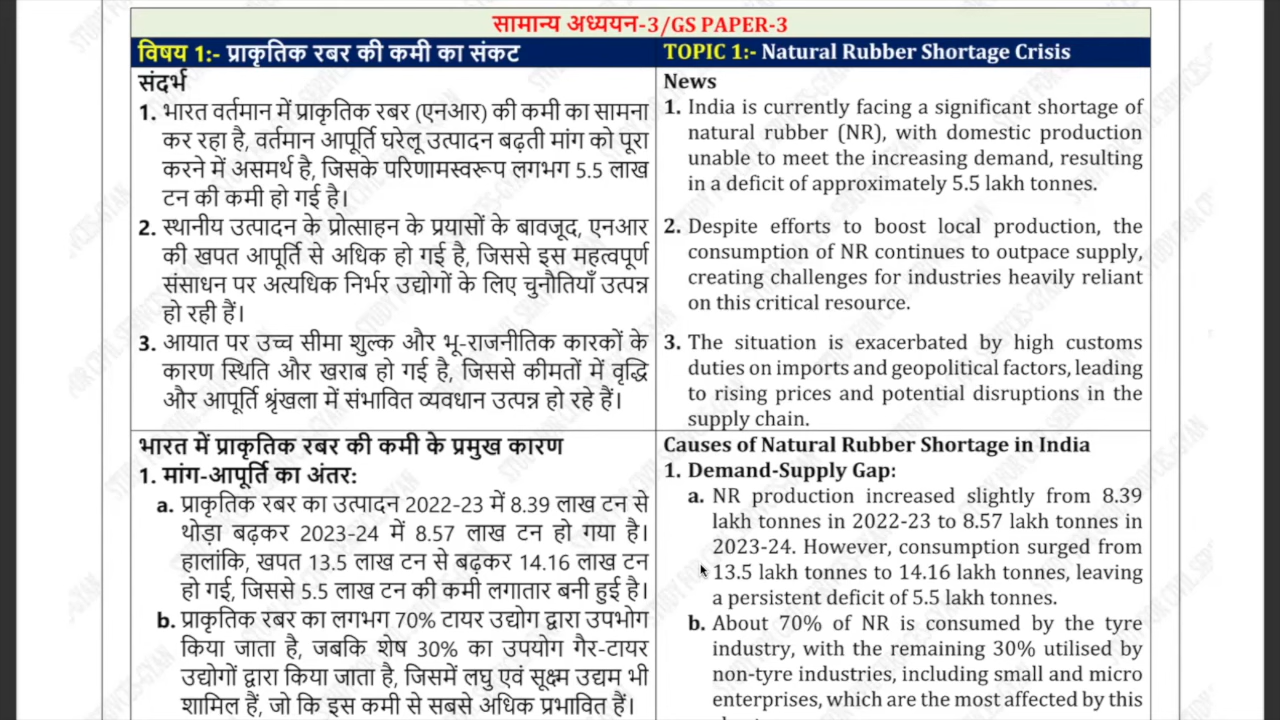 सामान्य अध्ययन-3/GS PAPER-3
विषय 1:- प्राकृतिक रबर की कमी का संकट
संदर्भ
1. भारत वर्तमान में प्राकृतिक रबर (एनआर) की कमी का सामना
कर रहा है, वर्तमान आपूर्ति घरेलू उत्पादन बढ़ती मांग को पूरा
करने में असमर्थ है, जिसके परिणामस्वरूप लगभग 5.5 लाख
टन की कमी हो गई है।
2. स्थानीय उत्पादन के प्रोत्साहन के प्रयासों के बावजूद, एनआर
की खपत आपूर्ति से अधिक हो गई है, जिससे इस महत्वपूर्ण
संसाधन पर अत्यधिक निर्भर उद्योगों के लिए चुनौतियाँ उत्पन्न
हो रही हैं।
3. आयात पर उच्च सीमा शुल्क और भू-राजनीतिक कारकों के
कारण स्थिति और खराब हो गई है, जिससे कीमतों में वृद्धि
और आपूर्ति श्रृंखला में संभावित व्यवधान उत्पन्न हो रहे हैं।
भारत में प्राकृतिक रबर की कमी के प्रमुख कारण
1. मांग-आपूर्ति का अंतर:
a. प्राकृतिक रबर का उत्पादन 2022-23 में 8.39 लाख टन से
थोड़ा बढ़कर 2023-24 में 8.57 लाख टन हो गया है।
हालांकि, खपत 13.5 लाख टन से बढ़कर 14.16 लाख टन
हो गई, जिससे 5.5 लाख टन की कमी लगातार बनी हुई है।
b. प्राकृतिक रबर का लगभग 70% टायर उद्योग द्वारा उपभोग
किया जाता है, जबकि शेष 30% का उपयोग गैर-टायर
उद्योगों द्वारा किया जाता है, जिसमें लघु एवं सूक्ष्म उद्यम भी
शामिल हैं, जो कि इस कमी से सबसे अधिक प्रभावित हैं।
TOPIC 1:- Natural Rubber Shortage Crisis
News
1. India is currently facing a significant shortage of
natural rubber (NR), with domestic production
unable to meet the increasing demand, resulting
in a deficit of approximately 5.5 lakh tonnes.
2. Despite efforts to boost local production, the
consumption of NR continues to outpace supply,
creating challenges for industries heavily reliant
on this critical resource.
3. The situation is exacerbated by high customs
duties on imports and geopolitical factors, leading
to rising prices and potential disruptions in the
supply chain.
Causes of Natural Rubber Shortage in India
1. Demand-Supply Gap:
a. NR production increased slightly from 8.39
lakh tonnes in 2022-23 to 8.57 lakh tonnes in
2023-24. However, consumption surged from
13.5 lakh tonnes to 14.16 lakh tonnes, leaving
a persistent deficit of 5.5 lakh tonnes.
b. About 70% of NR is consumed by the tyre
industry, with the remaining 30% utilised by
non-tyre industries, including small and micro
enterprises, which are the most affected by this